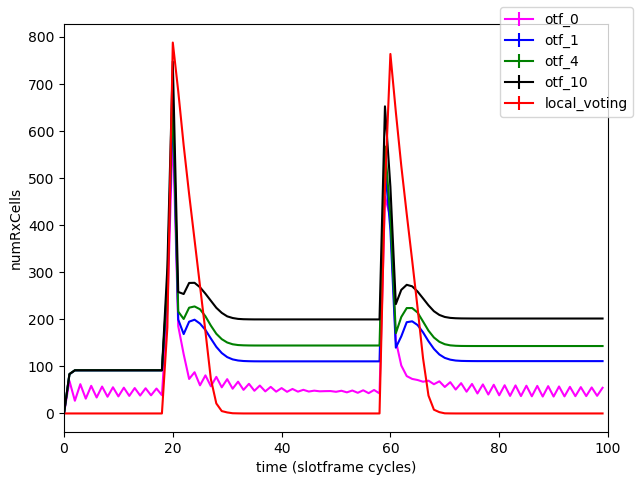 otf_0
otf_1
otf_4
otf_10
local_voting
800
700
600
500
400
300
200
100
0
numRxCells
0 20 40 60 80 100
time (slotframe cycles)